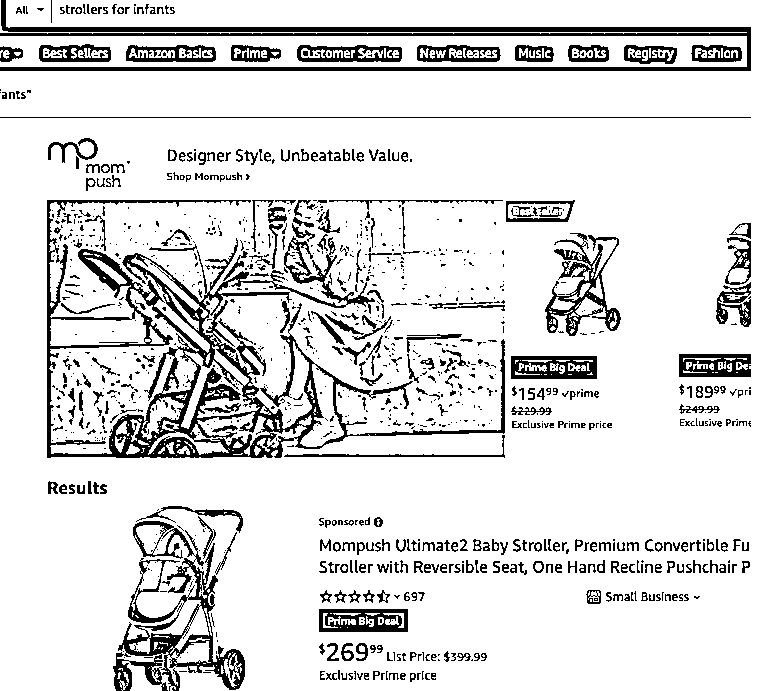 All strollers for infants
re Best Sellers Amazon Basics Prime Customer Service New Releases Music Books Registry Fashion
fants"
mp
mom
push
Designer Style, Unbeatable Value.
Shop Mompush ›
Best seller
Prime Big Deal
$154.99 ✓prime
$229.99
Exclusive Prime price
Prime Big Dea
$189.99 ✓pri
$249.99
Exclusive Prime
Results
Sponsored
Mompush Ultimate2 Baby Stroller, Premium Convertible Fu
Stroller with Reversible Seat, One Hand Recline Pushchair P
697
Small Business
Prime Big Deal
$269.99 List Price: $399.99
Exclusive Prime price